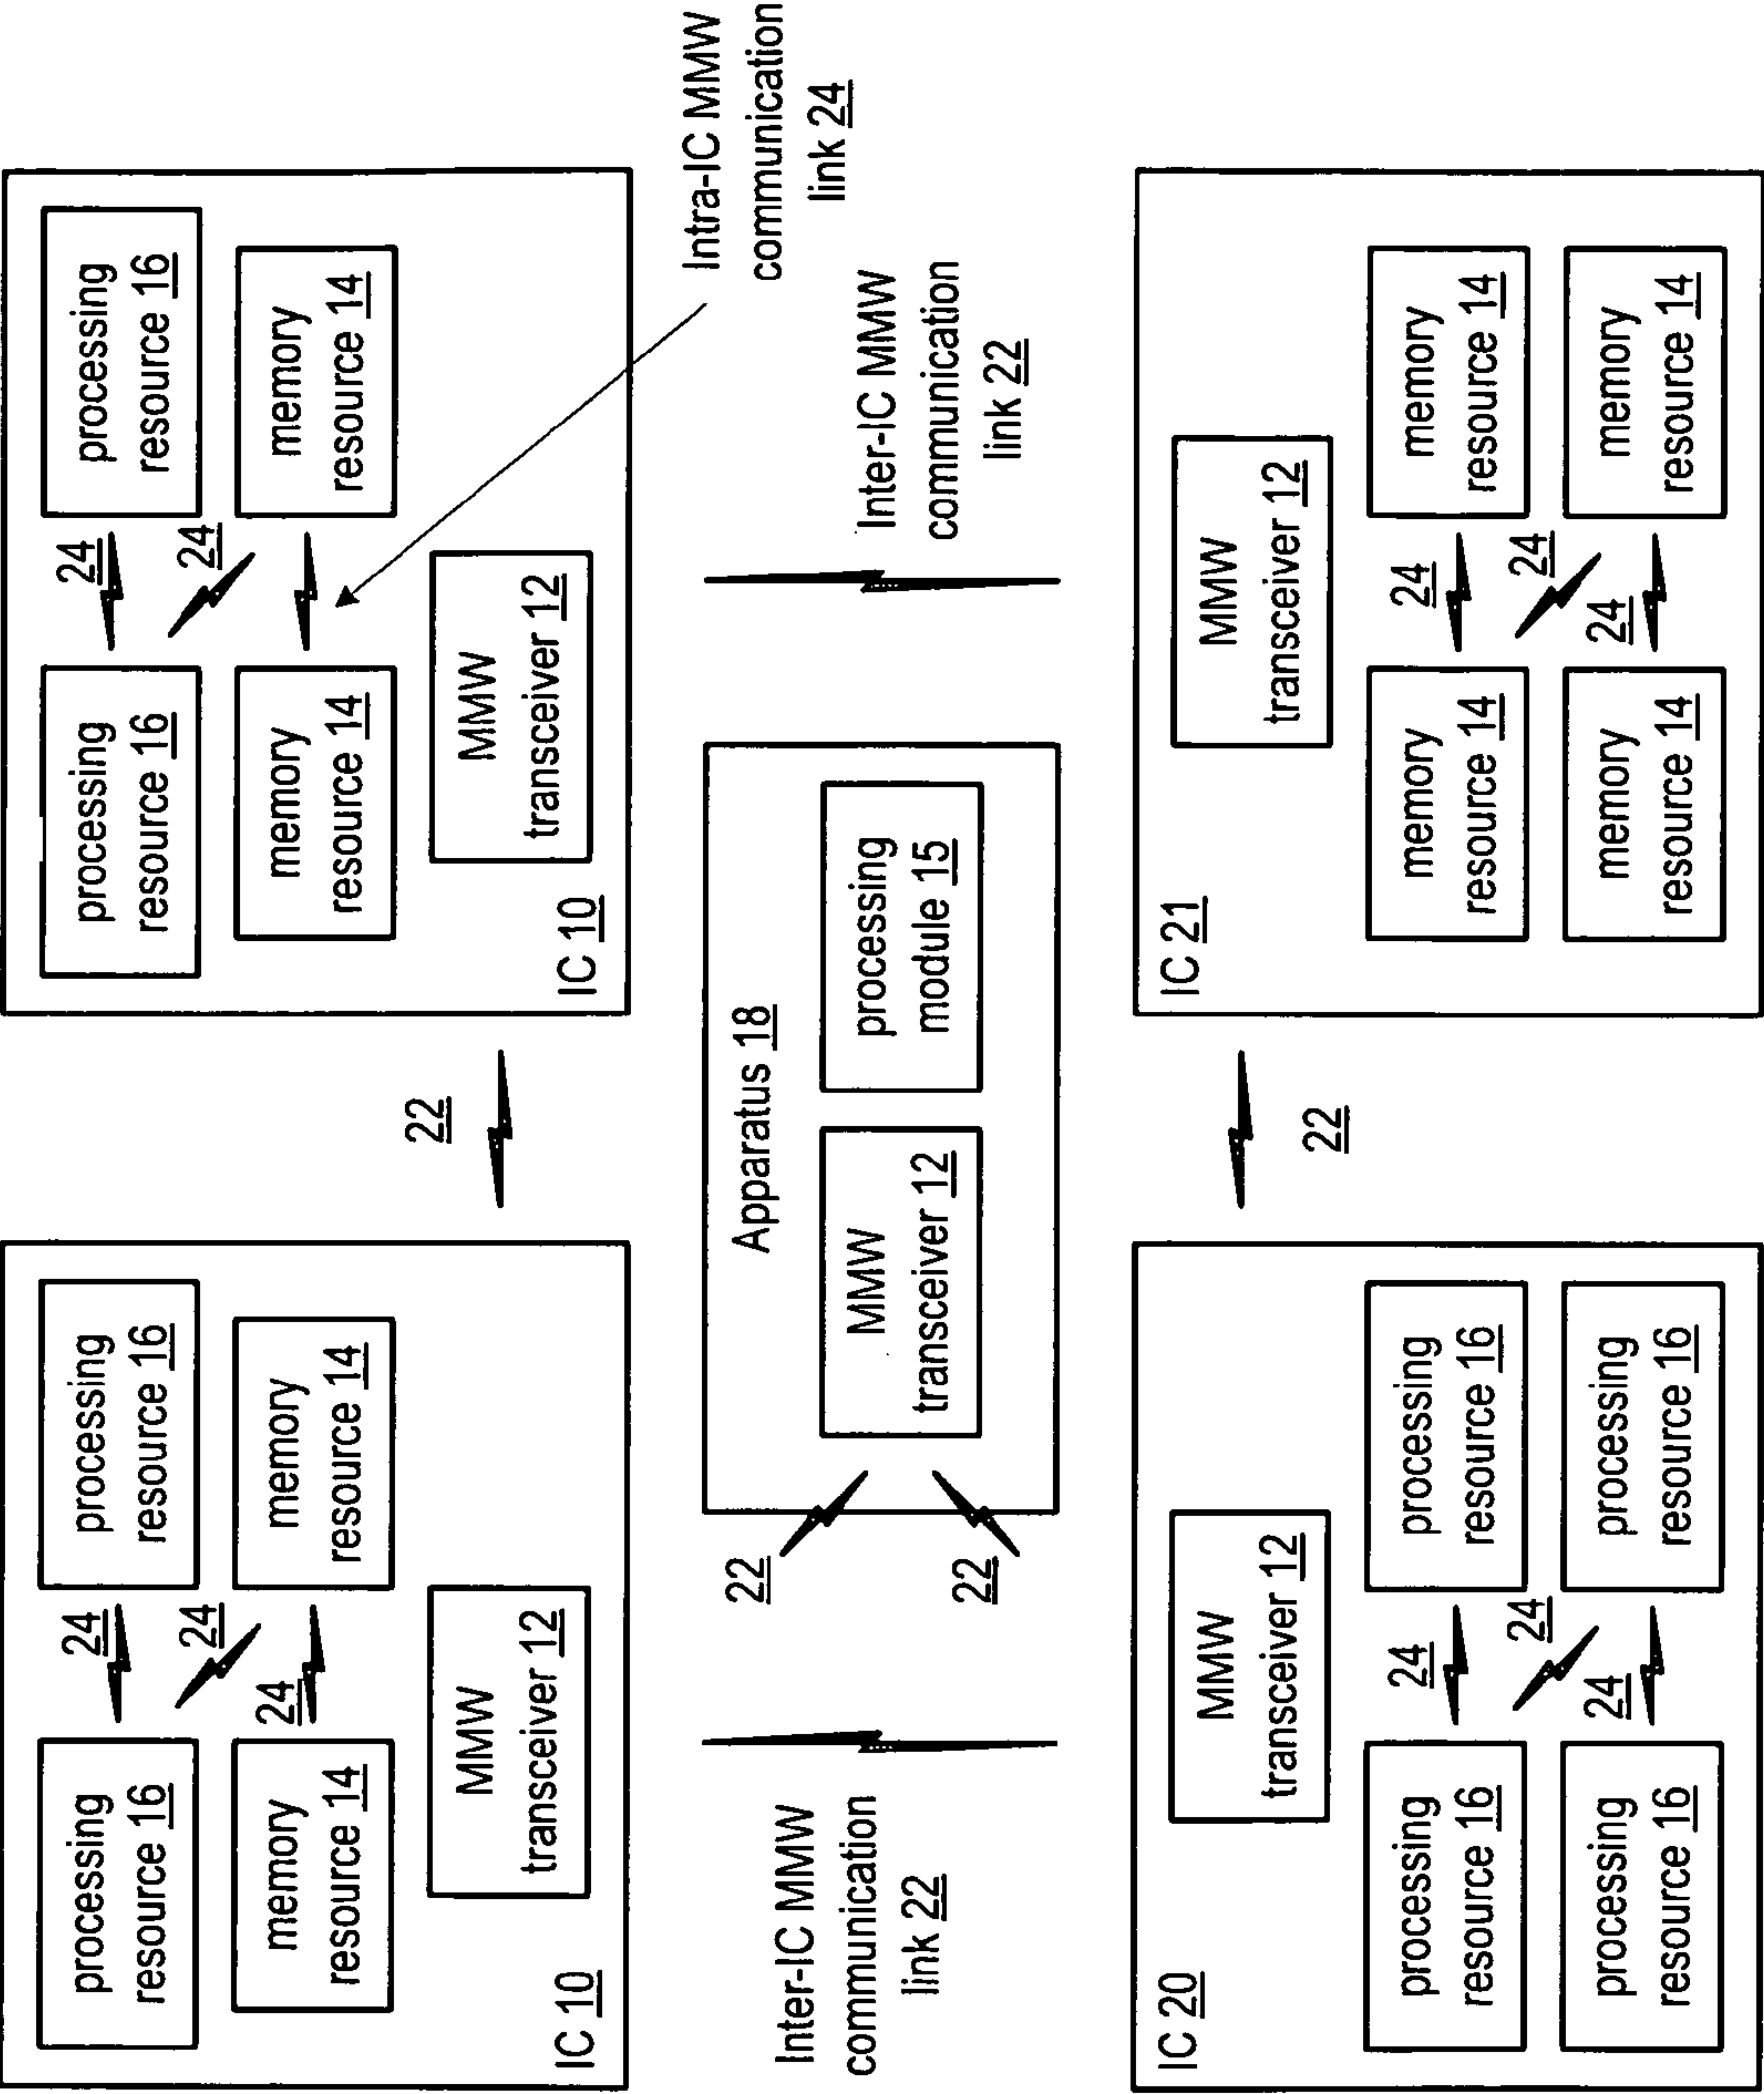 processing
resource 16
24
processing
resource 16
24
memory
resource 14
24
memory
resource 14
MMW
transceiver 12
IC 10
22
processing
resource 16
24
processing
resource 16
24
memory
resource 14
memory
resource 14
MMW
transceiver 12
IC 10
Intra-IC MMW
communication
link 24
Inter-IC MMW
communication
link 22
22
22
Apparatus 18
MMW
transceiver 12
processing
module 15
Inter-IC MMW
communication
link 22
IC 20
MMW
transceiver 12
processing
resource 16
24
processing
resource 16
24
processing
resource 16
24
processing
resource 16
22
IC 21
MMW
transceiver 12
memory
resource 14
24
memory
resource 14
24
memory
resource 14
24
memory
resource 14